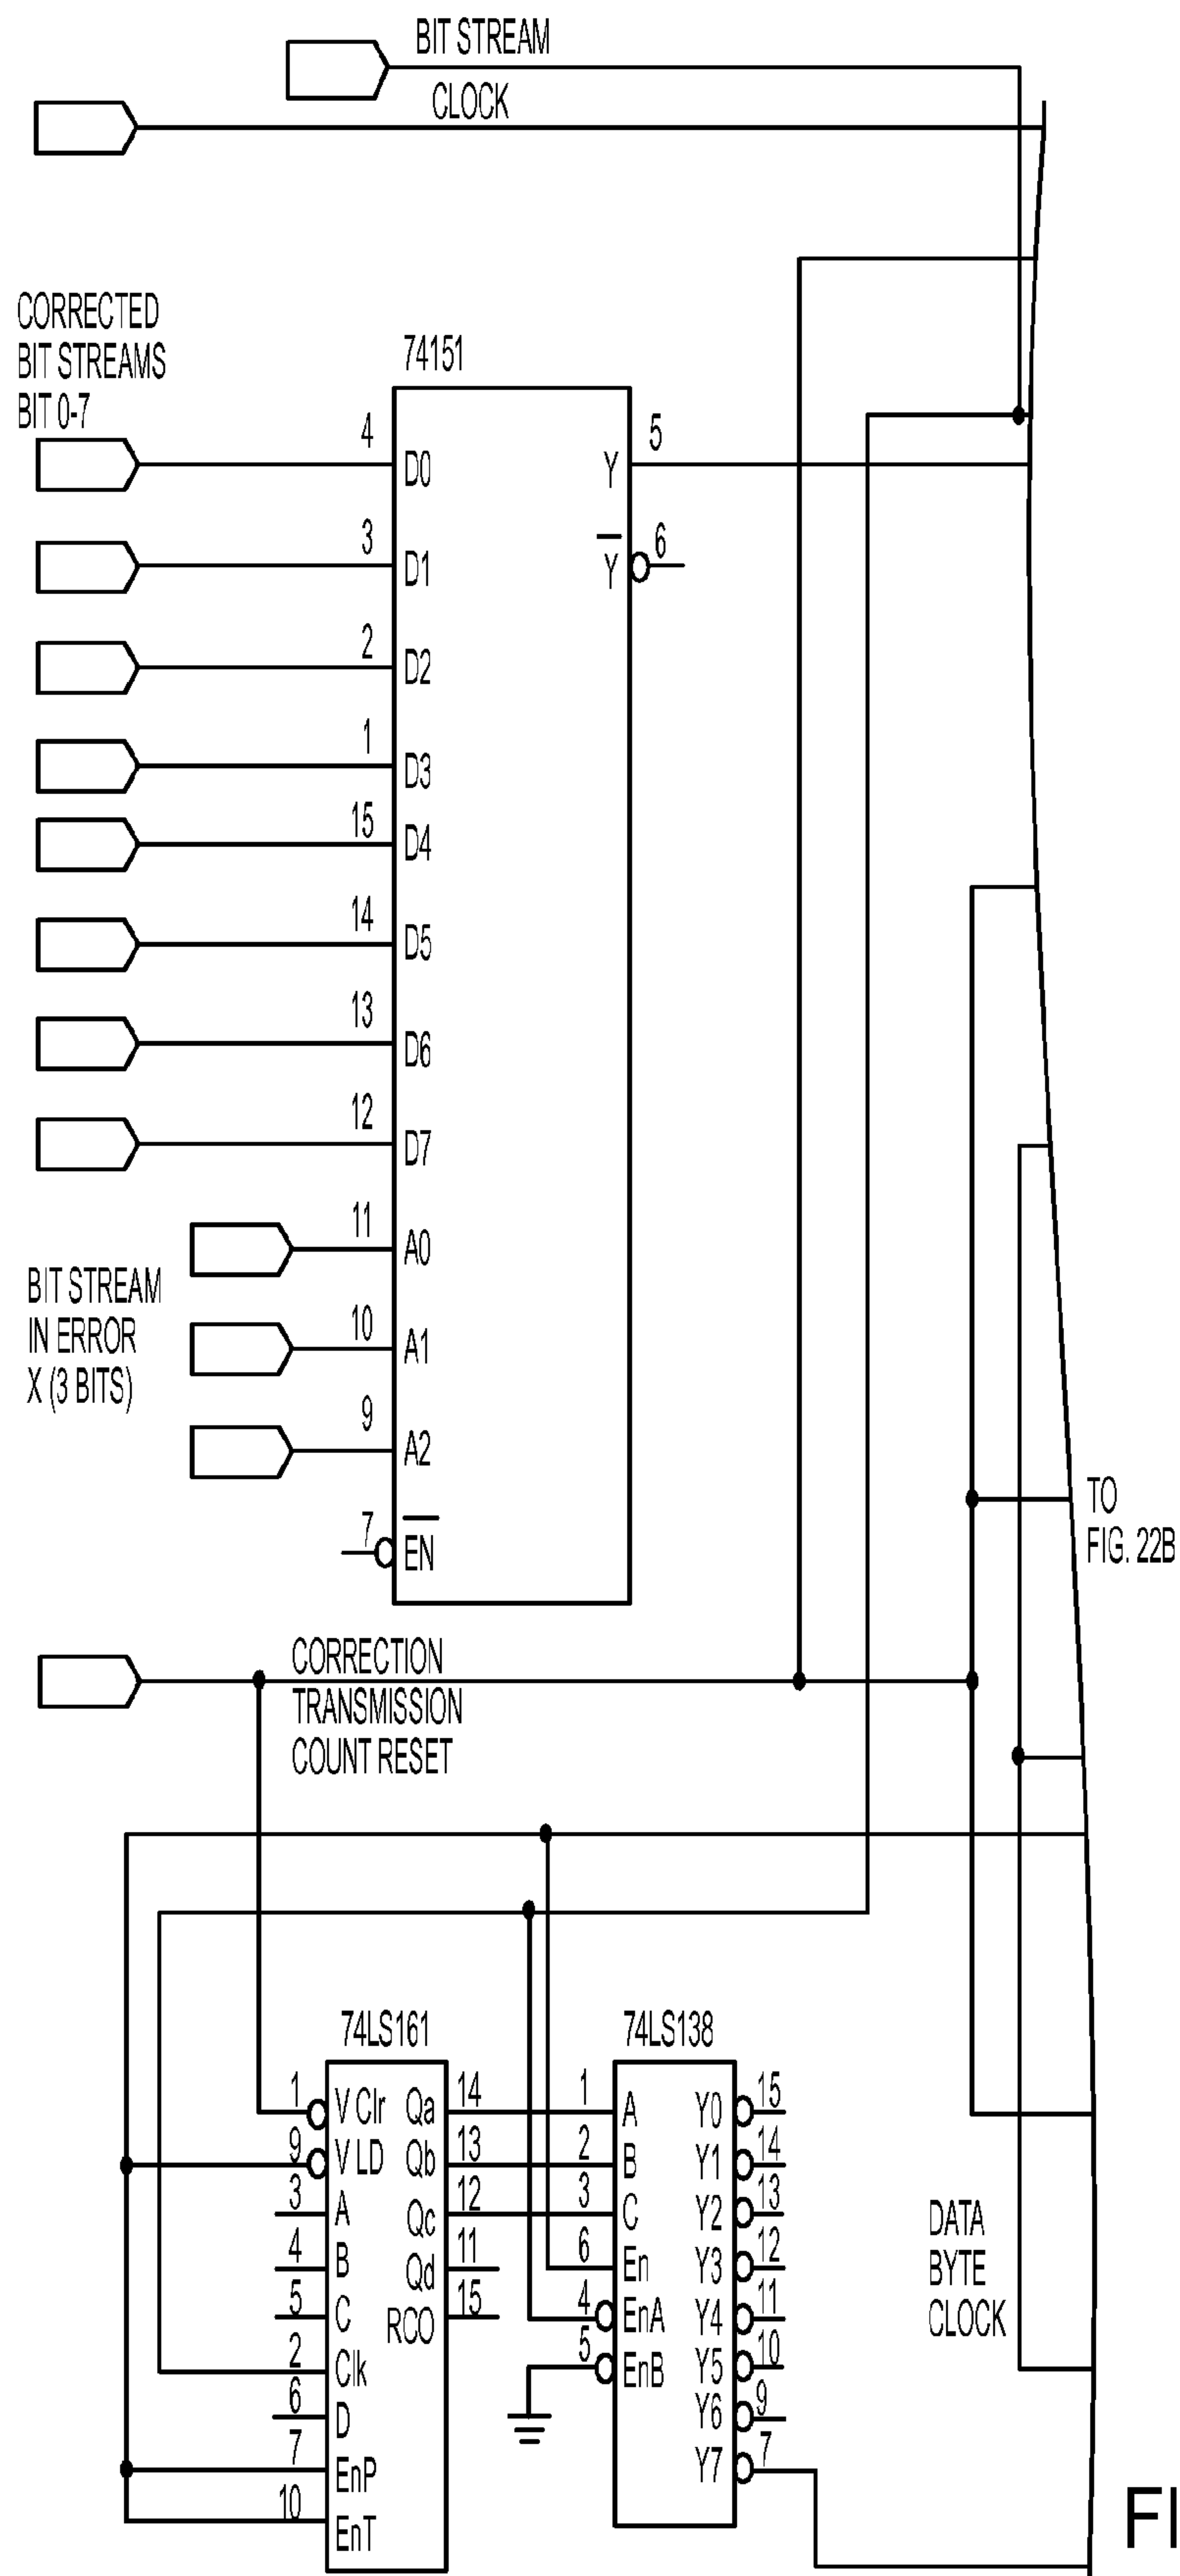 BIT STREAM
CLOCK
CORRECTED
BIT STREAMS
BIT 0-7
74151
4 D0 Y 5
3 D1 Y 6
2 D2
1 D3
15 D4
14 D5
13 D6
12 D7
11 A0
BIT STREAM
IN ERROR
X (3 BITS)
10 A1
9 A2
7 EN
TO
FIG. 22B
CORRECTION
TRANSMISSION
COUNT RESET
74LS161
1 V Clr Qa 14
9 V LD Qb 13
3 A Qc 12
4 B Qd 11
5 C RCO 15
2 Clk
6 D
7 EnP
10 EnT
74LS138
1 A Y0 15
2 B Y1 14
3 C Y2 13
6 En Y3 12
4 EnA Y4 11
5 EnB Y5 10
Y6 9
Y7 7
DATA
BYTE
CLOCK
FI